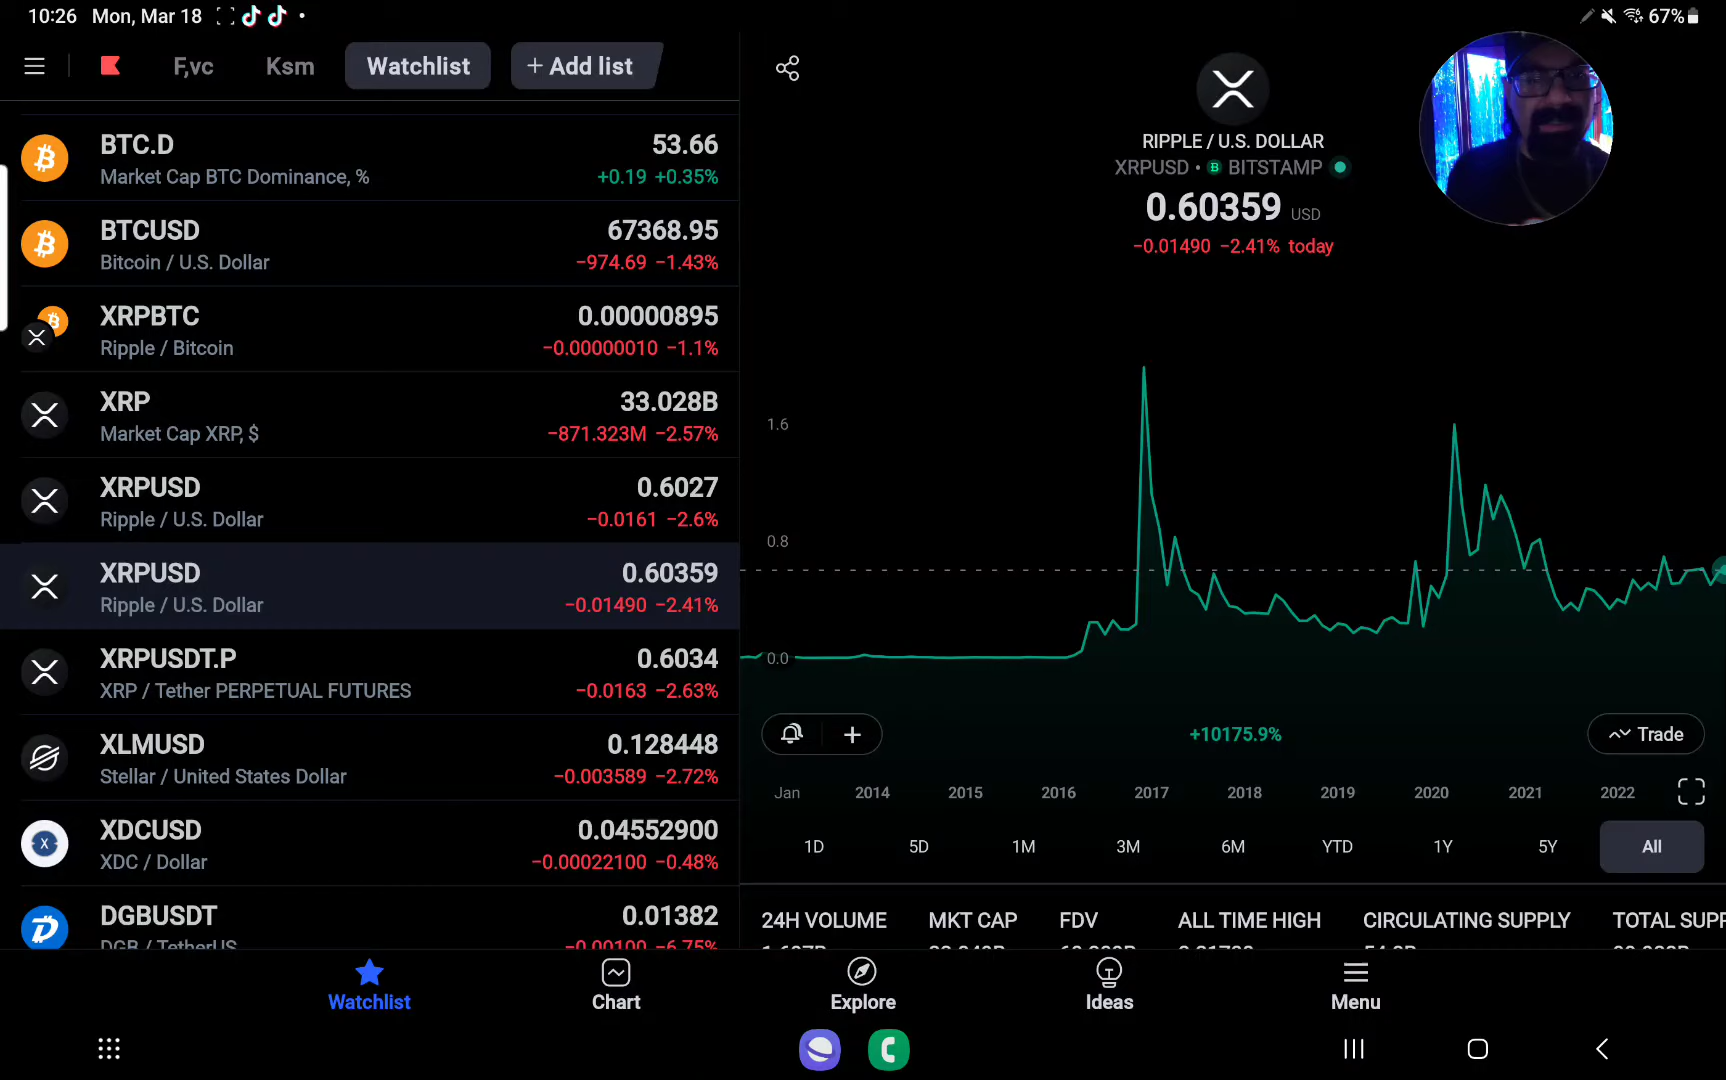 10:26 Mon, Mar 18
67%
F,vc Ksm Watchlist + Add list
BTC.D 53.66
Market Cap BTC Dominance, % +0.19 +0.35%
BTCUSD 67368.95
Bitcoin / U.S. Dollar −974.69 −1.43%
XRPBTC 0.00000895
Ripple / Bitcoin −0.00000010 −1.1%
XRP 33.028B
Market Cap XRP, $ −871.323M −2.57%
XRPUSD 0.6027
Ripple / U.S. Dollar −0.0161 −2.6%
XRPUSD 0.60359
Ripple / U.S. Dollar −0.01490 −2.41%
XRPUSDT.P 0.6034
XRP / Tether PERPETUAL FUTURES −0.0163 −2.63%
XLMUSD 0.128448
Stellar / United States Dollar −0.003589 −2.72%
XDCUSD 0.04552900
XDC / Dollar −0.00022100 −0.48%
DGBUSDT 0.01382
DGB / TetherUS −0.00100 −6.75%
RIPPLE / U.S. DOLLAR
XRPUSD • BITSTAMP
0.60359 USD
−0.01490 −2.41% today
1.6
0.8
0.0
+10175.9%
Trade
Jan 2014 2015 2016 2017 2018 2019 2020 2021 2022
1D 5D 1M 3M 6M YTD 1Y 5Y All
24H VOLUME MKT CAP FDV ALL TIME HIGH CIRCULATING SUPPLY TOTAL SUPP
Watchlist Chart Explore Ideas Menu